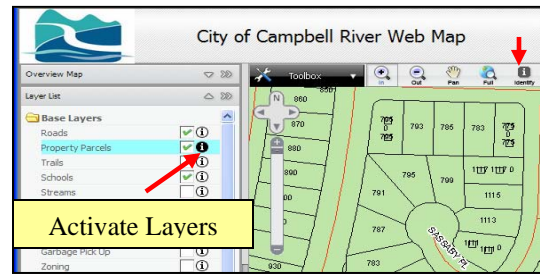 City of Campbell River Web Map
Overview Map
Toolbox
In
Out
Pan
Full
Identify
Layer List
Base Layers
Roads
Property Parcels
Trails
Schools
Streams
Activate Layers
Garbage Pick Up
Zoning
N
860
870
880
890
930
793
785
783
795
799
791
1115
1113
787
783
SASSABY PL